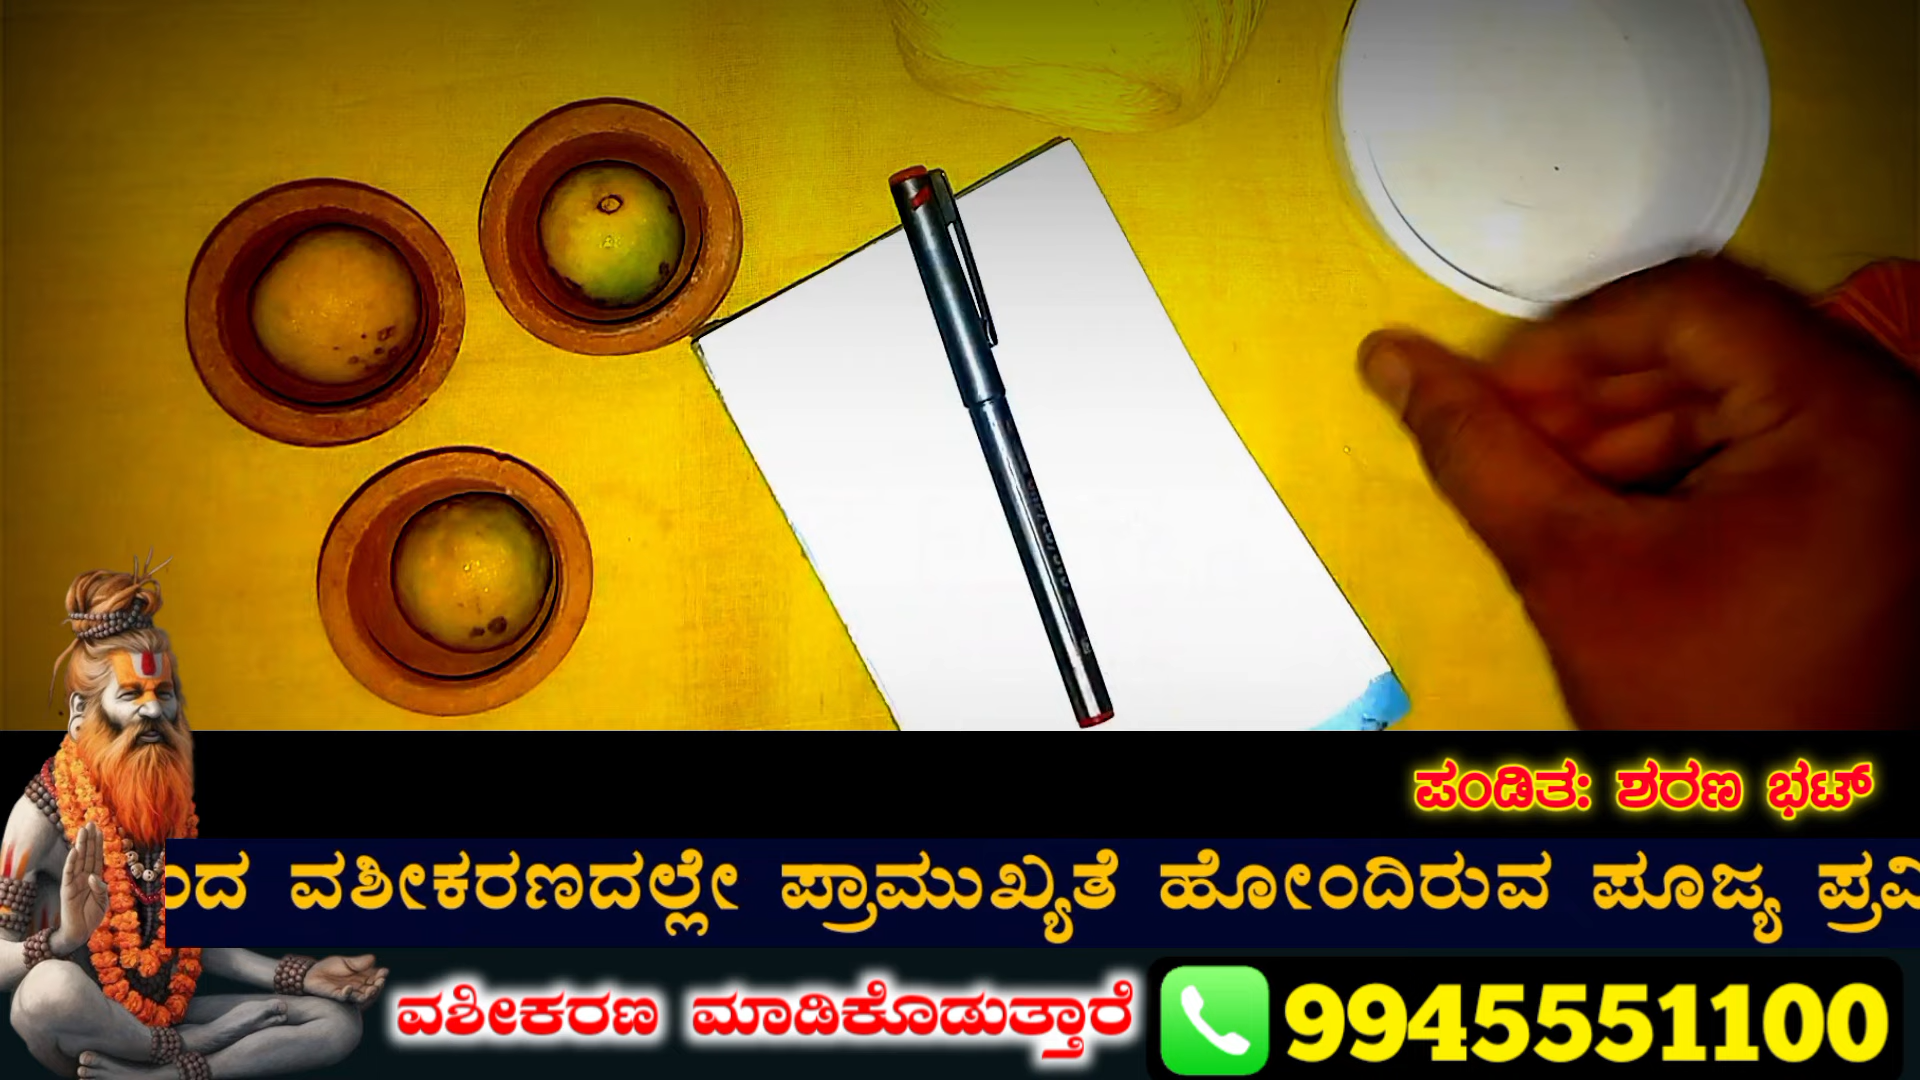 ಪಂಡಿತ: ಶರಣ ಭಟ್
ವಶೀಕರಣದಲ್ಲೇ ಪ್ರಾಮುಖ್ಯತೆ ಹೋಂದಿರುವ ಪೂಜ್ಯ
ವಶೀಕರಣ ಮಾಡಿಕೊಡುತ್ತಾರೆ 9945551100